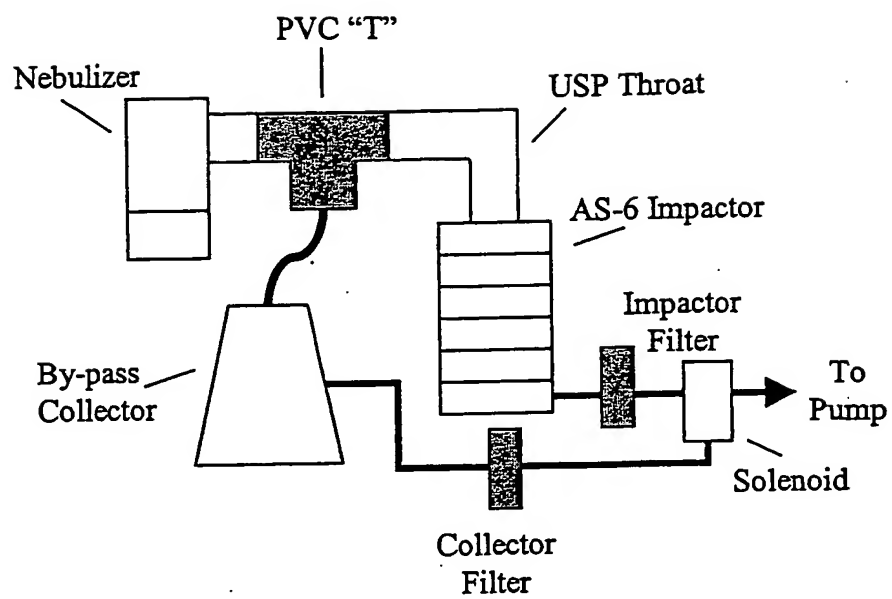 PVC “T”
Nebulizer
USP Throat
AS-6 Impactor
Impactor
Filter
By-pass
Collector
To
Pump
Solenoid
Collector
Filter